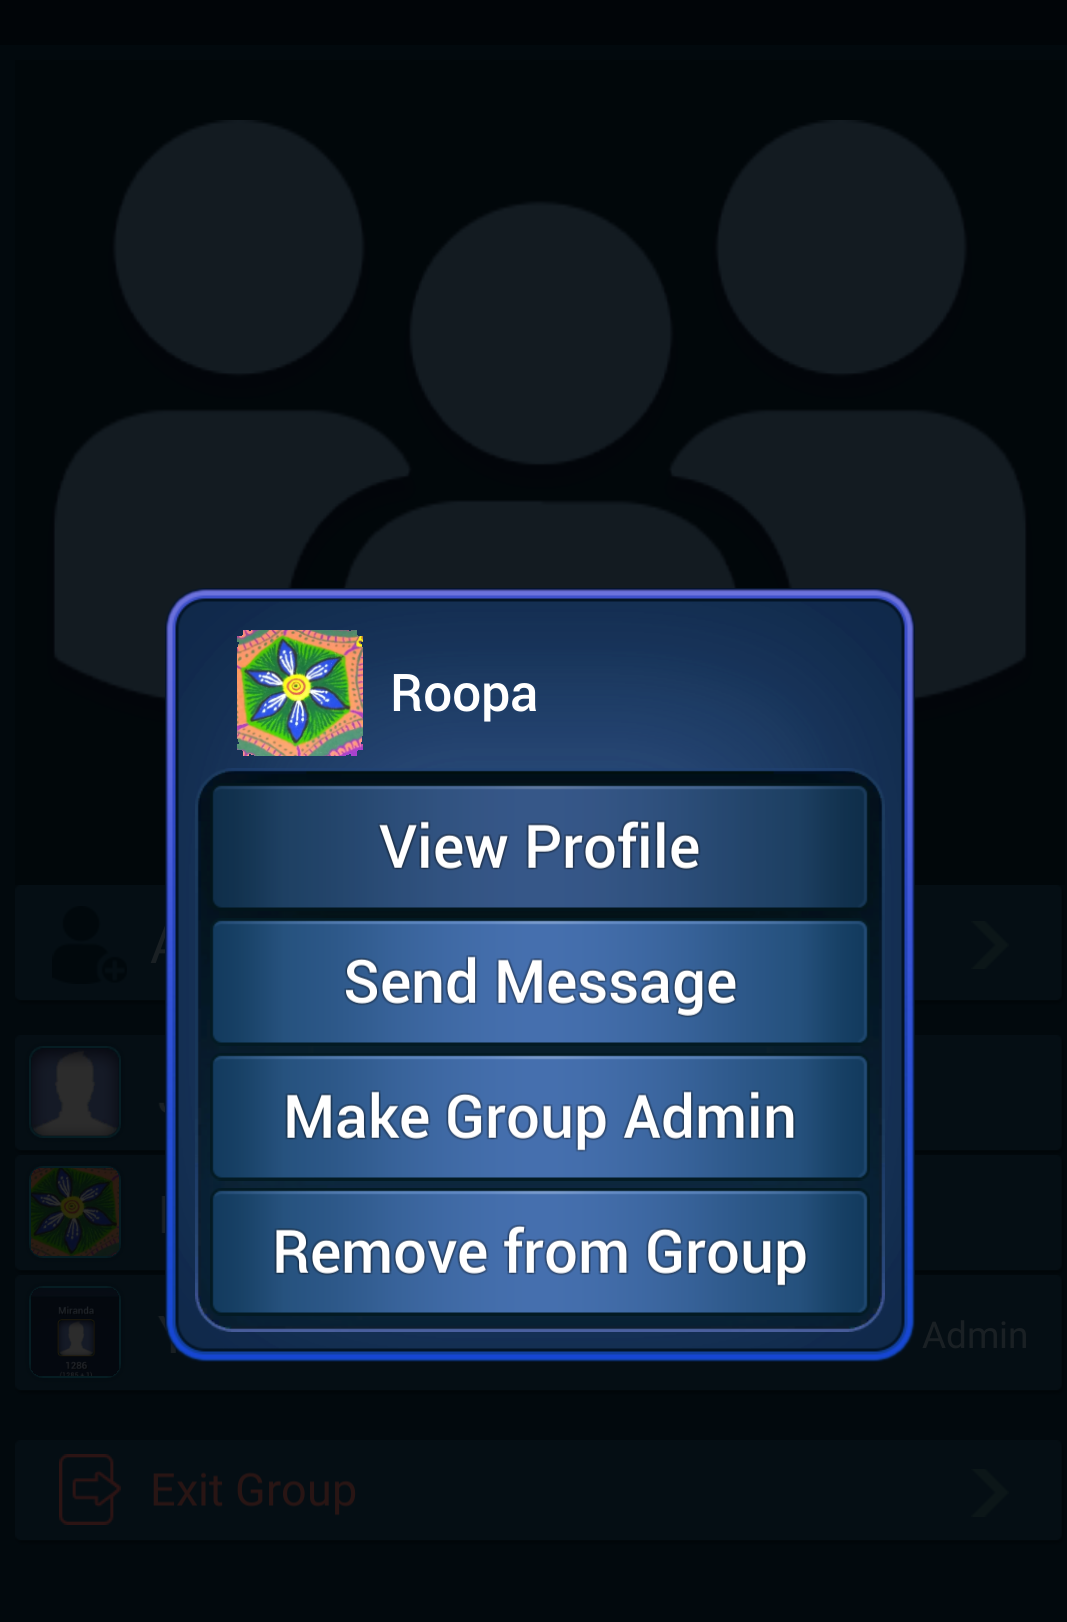 Roopa
View Profile
Send Message
Make Group Admin
Remove from Group
Miranda
1286
Admin
Exit Group